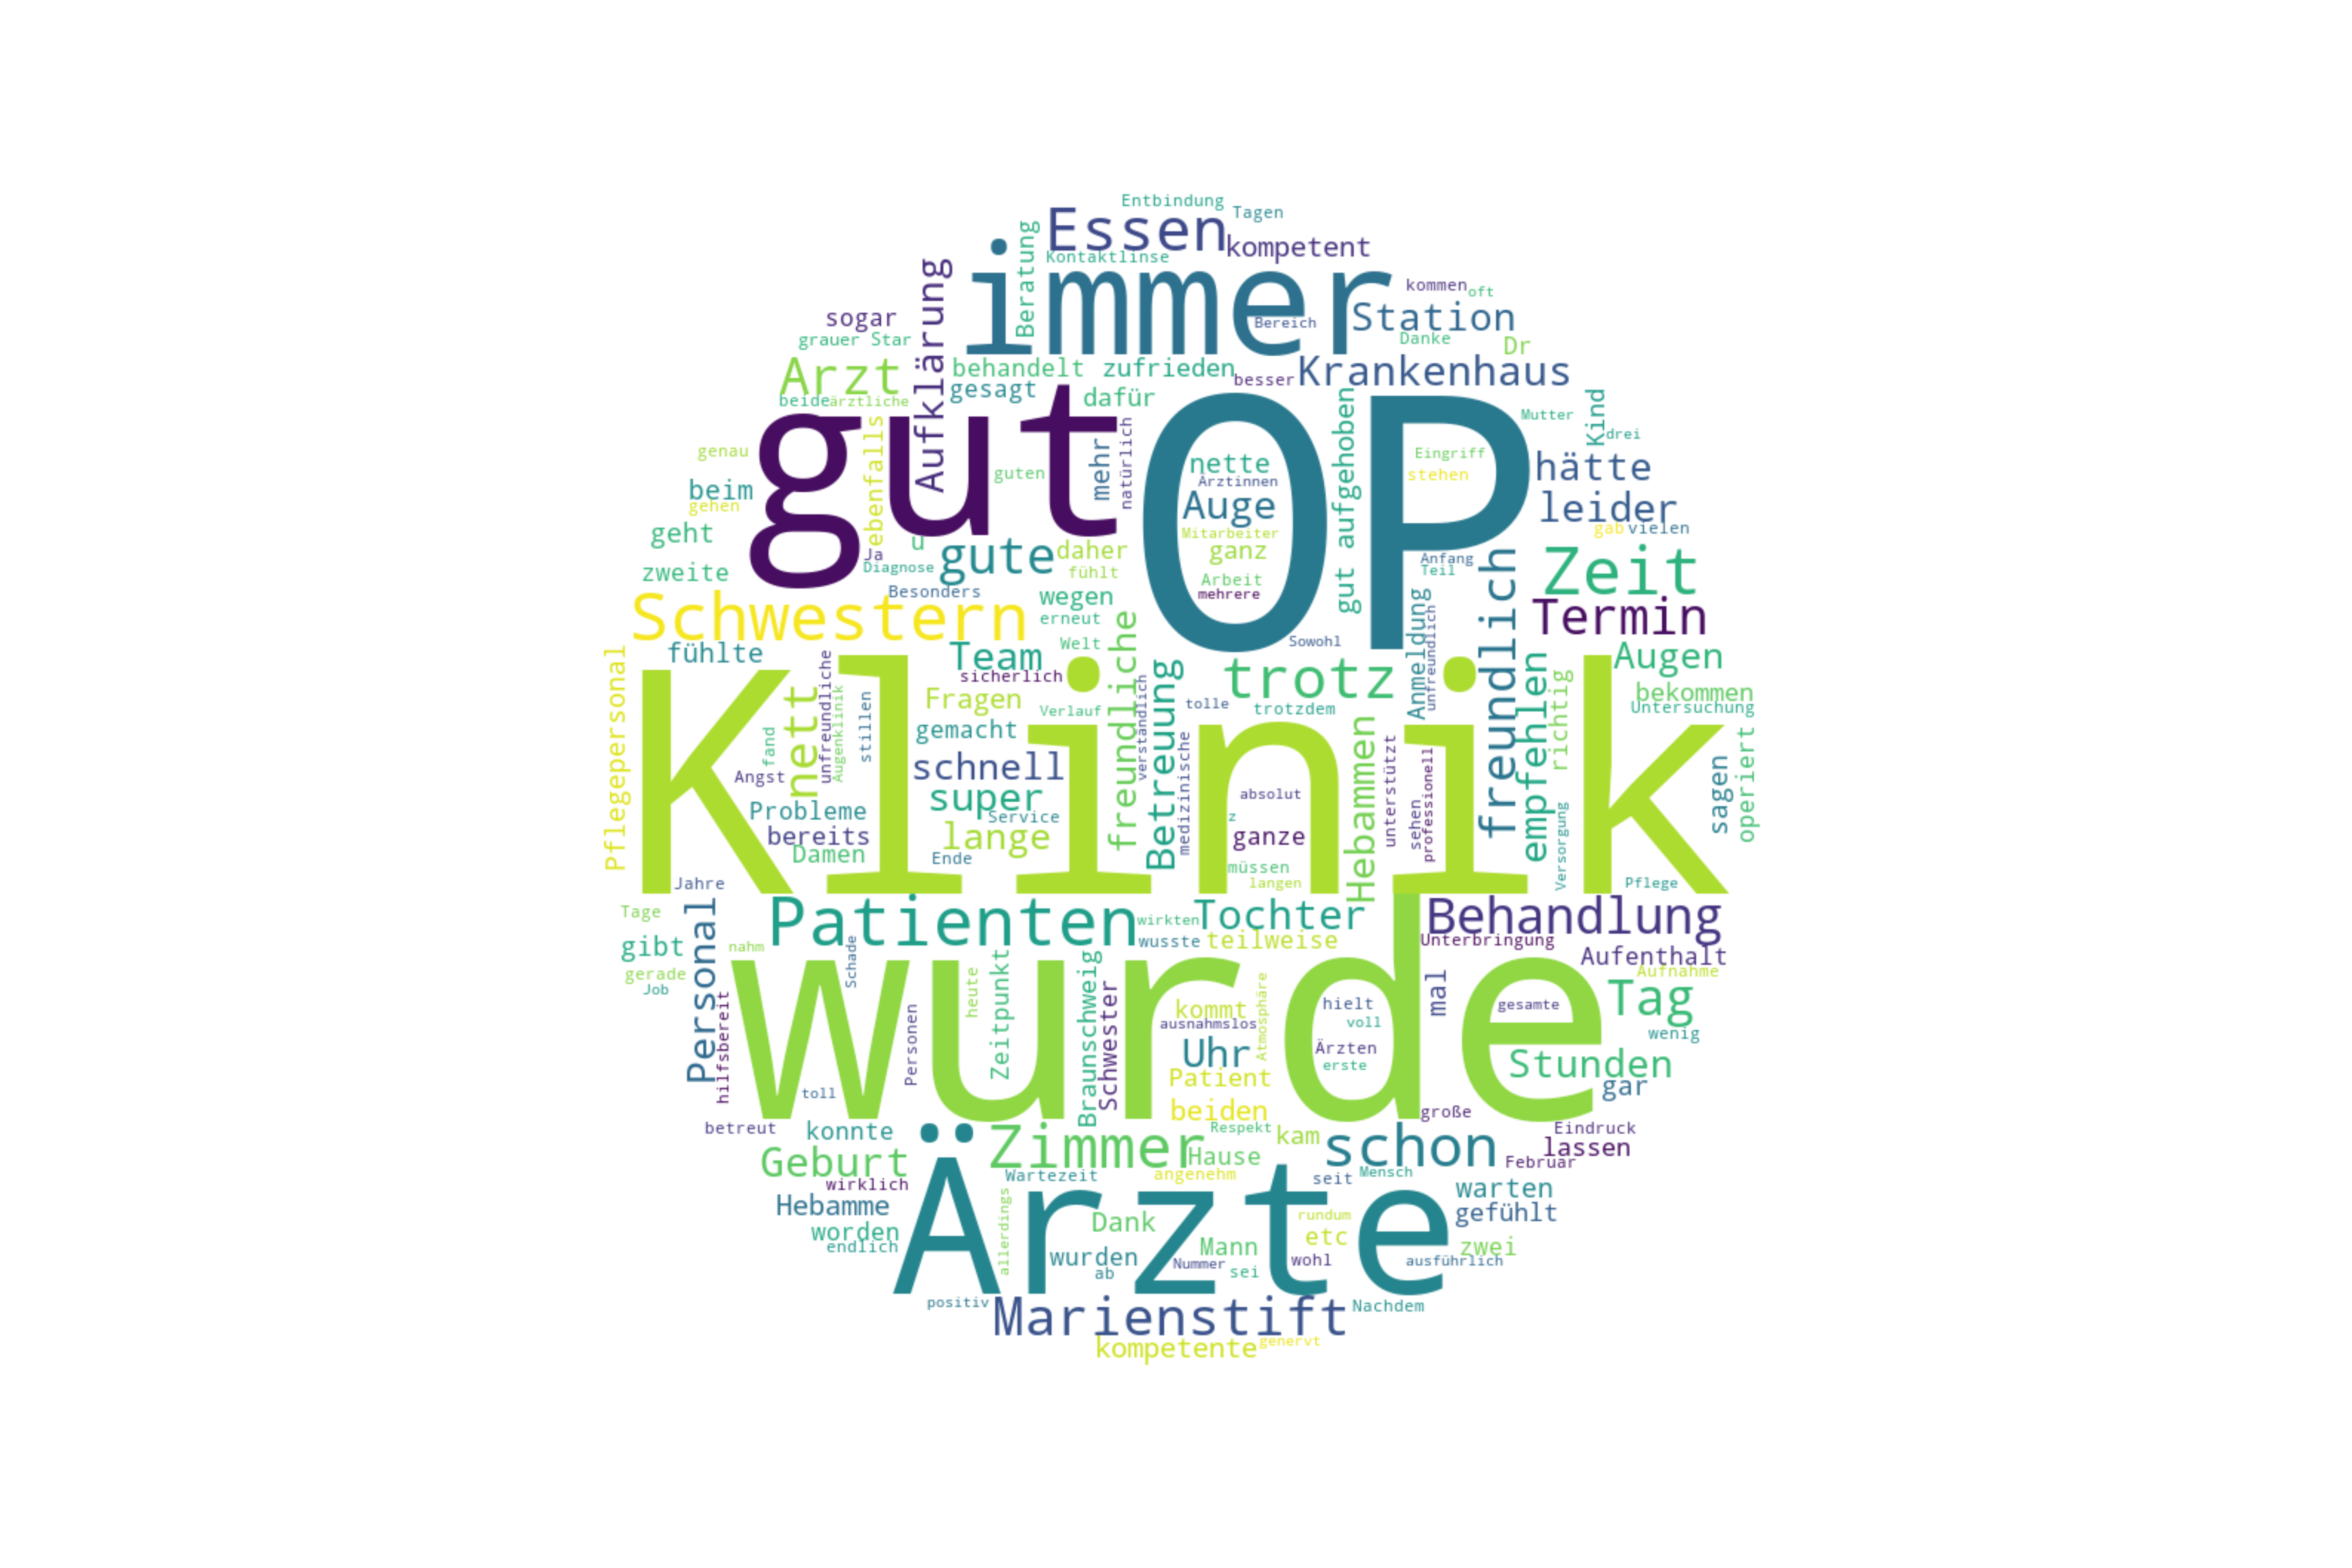 Entbindung
Tagen
Essen
kompetent
Kontaktlinse
Beratung
immer
kommen
oft
Bereich
Station
sogar
Aufklärung
grauer Star
Danke
Dr
Arzt
behandelt
zufrieden
besser
Krankenhaus
gesagt
dafür
beide
ärztliche
gut
OP
Mutter
Kind
drei
genau
ebenfalls
guten
mehr
natürlich
nette
Ärztinnen
Auge
Mitarbeiter
ganz
Arbeit
mehrere
gut aufgehoben
Eingriff
stehen
hätte
beim
gehen
leider
gab
vielen
geht
u
Ja
Diagnose
gute
daher
fühlt
Anfang
Teil
Zeit
zweite
Besonders
wegen
erneut
Schwestern
Termin
Anmeldung
unfreundlich
freundlich
fühlte
Team
Welt
Sowohl
sicherlich
freundliche
trotz
Augen
Pflegepersonal
Klinik
nett
unfreundliche
Augenklinik
stillen
Fragen
Verlauf
verständlich
Betreuung
tolle
trotzdem
empfehlen
richtig
bekommen
Untersuchung
fand
Angst
gemacht
schnell
medizinische
Hebammen
unterstützt
sehen
professionell
sagen
operiert
Probleme
super
Service
absolut
z
bereits
lange
ganze
Damen
Ende
müssen
langen
Versorgung
Jahre
Pflege
Tage
Patienten
wirkten
Tochter
Behandlung
gibt
nahm
Schade
wusste
teilweise
Unterbringung
Aufenthalt
gerade
Job
Personal
hilfsbereit
Aufnahme
wurde
heute
Zeitpunkt
Braunschweig
Schwester
kommt
Atmosphäre
ausnahmslos
hielt
voll
mal
gesamte
Tag
Personen
Uhr
Ärzten
erste
wenig
Patient
Stunden
gar
toll
beiden
große
betreut
konnte
Zimmer
Respekt
kam
schon
Eindruck
lassen
Geburt
Hause
Februar
wirklich
Wartezeit
angenehm
seit
Mensch
Hebamme
Ärzte
warten
gefühlt
worden
endlich
allerdings
Dank
rundum
etc
Mann
zwei
wurden
ab
Nummer
sei
wohl
ausführlich
positiv
Marienstift
Nachdem
kompetente
genervt